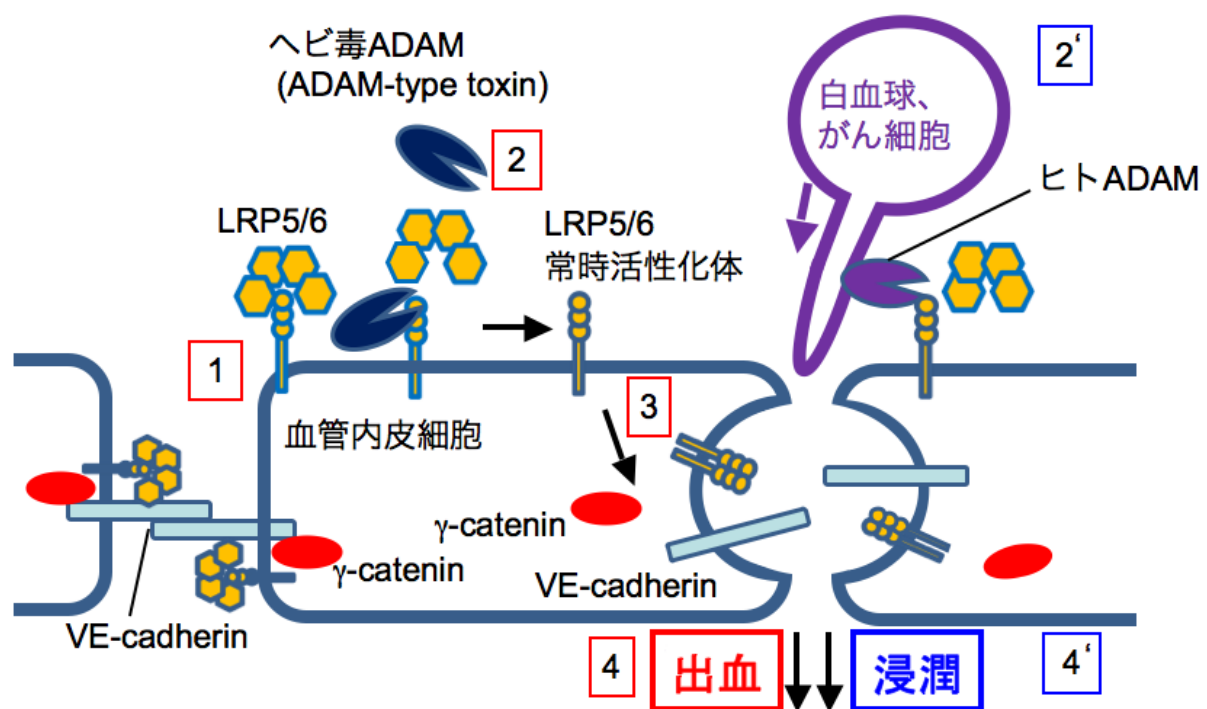 ヘビ毒ADAM
(ADAM-type toxin)
2
2‘
白血球、
がん細胞
ヒトADAM
LRP5/6
LRP5/6
常時活性化体
1
血管内皮細胞
3
γ-catenin
γ-catenin
VE-cadherin
VE-cadherin
4
出血
浸潤
4‘